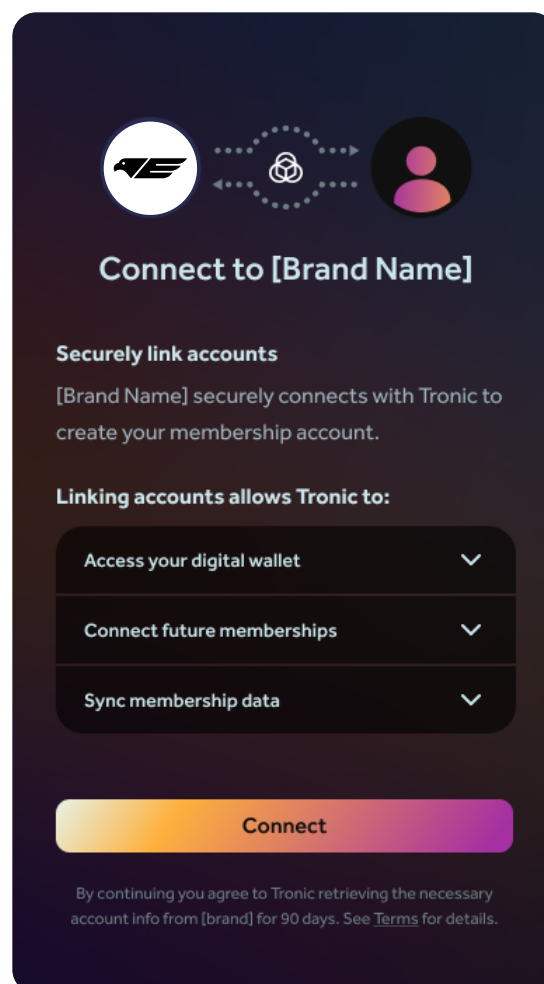 Connect to [Brand Name]
Securely link accounts
[Brand Name] securely connects with Tronic to
create your membership account.
Linking accounts allows Tronic to:
Access your digital wallet
Connect future memberships
Sync membership data
Connect
By continuing you agree to Tronic retrieving the necessary
account info from [brand] for 90 days. See Terms for details.